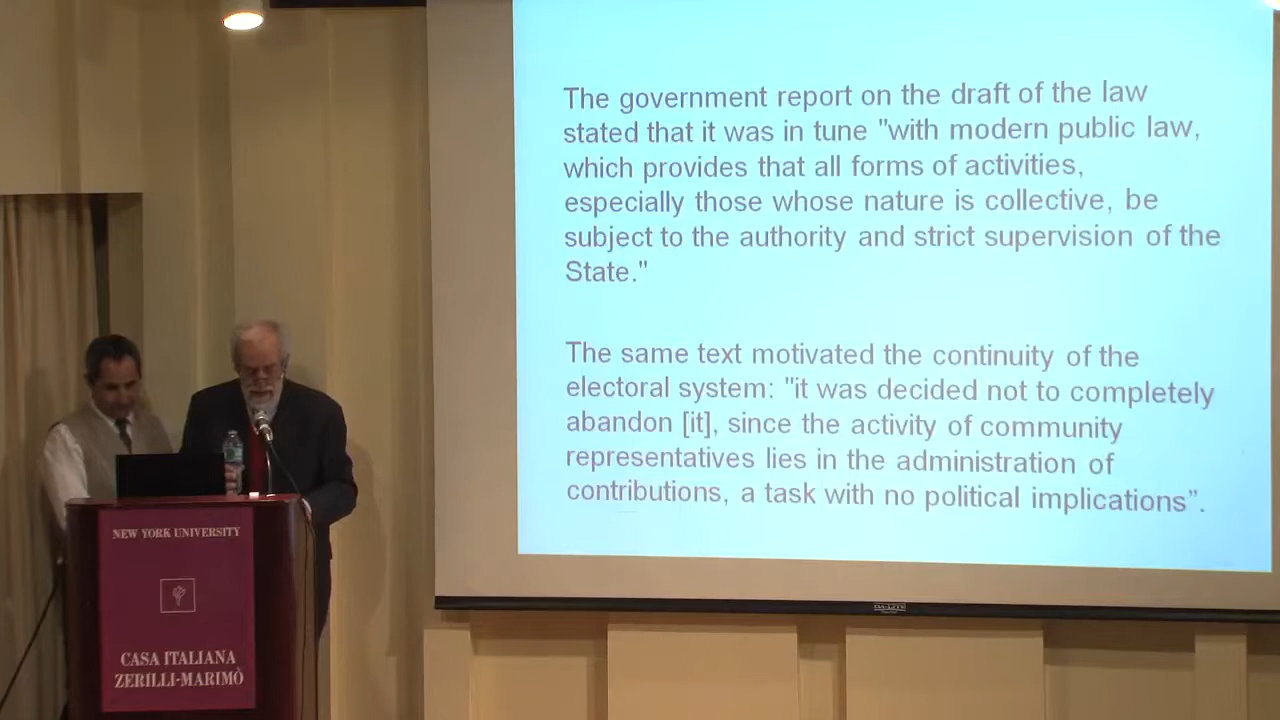 The government report on the draft of the law
stated that it was in tune "with modern public law,
which provides that all forms of activities,
especially those whose nature is collective, be
subject to the authority and strict supervision of the
State."
The same text motivated the continuity of the
electoral system: "it was decided not to completely
abandon [it], since the activity of community
representatives lies in the administration of
contributions, a task with no political implications”.
NEW YORK UNIVERSITY
CASA ITALIANA
ZERILLI-MARIMÒ
DA-LITE